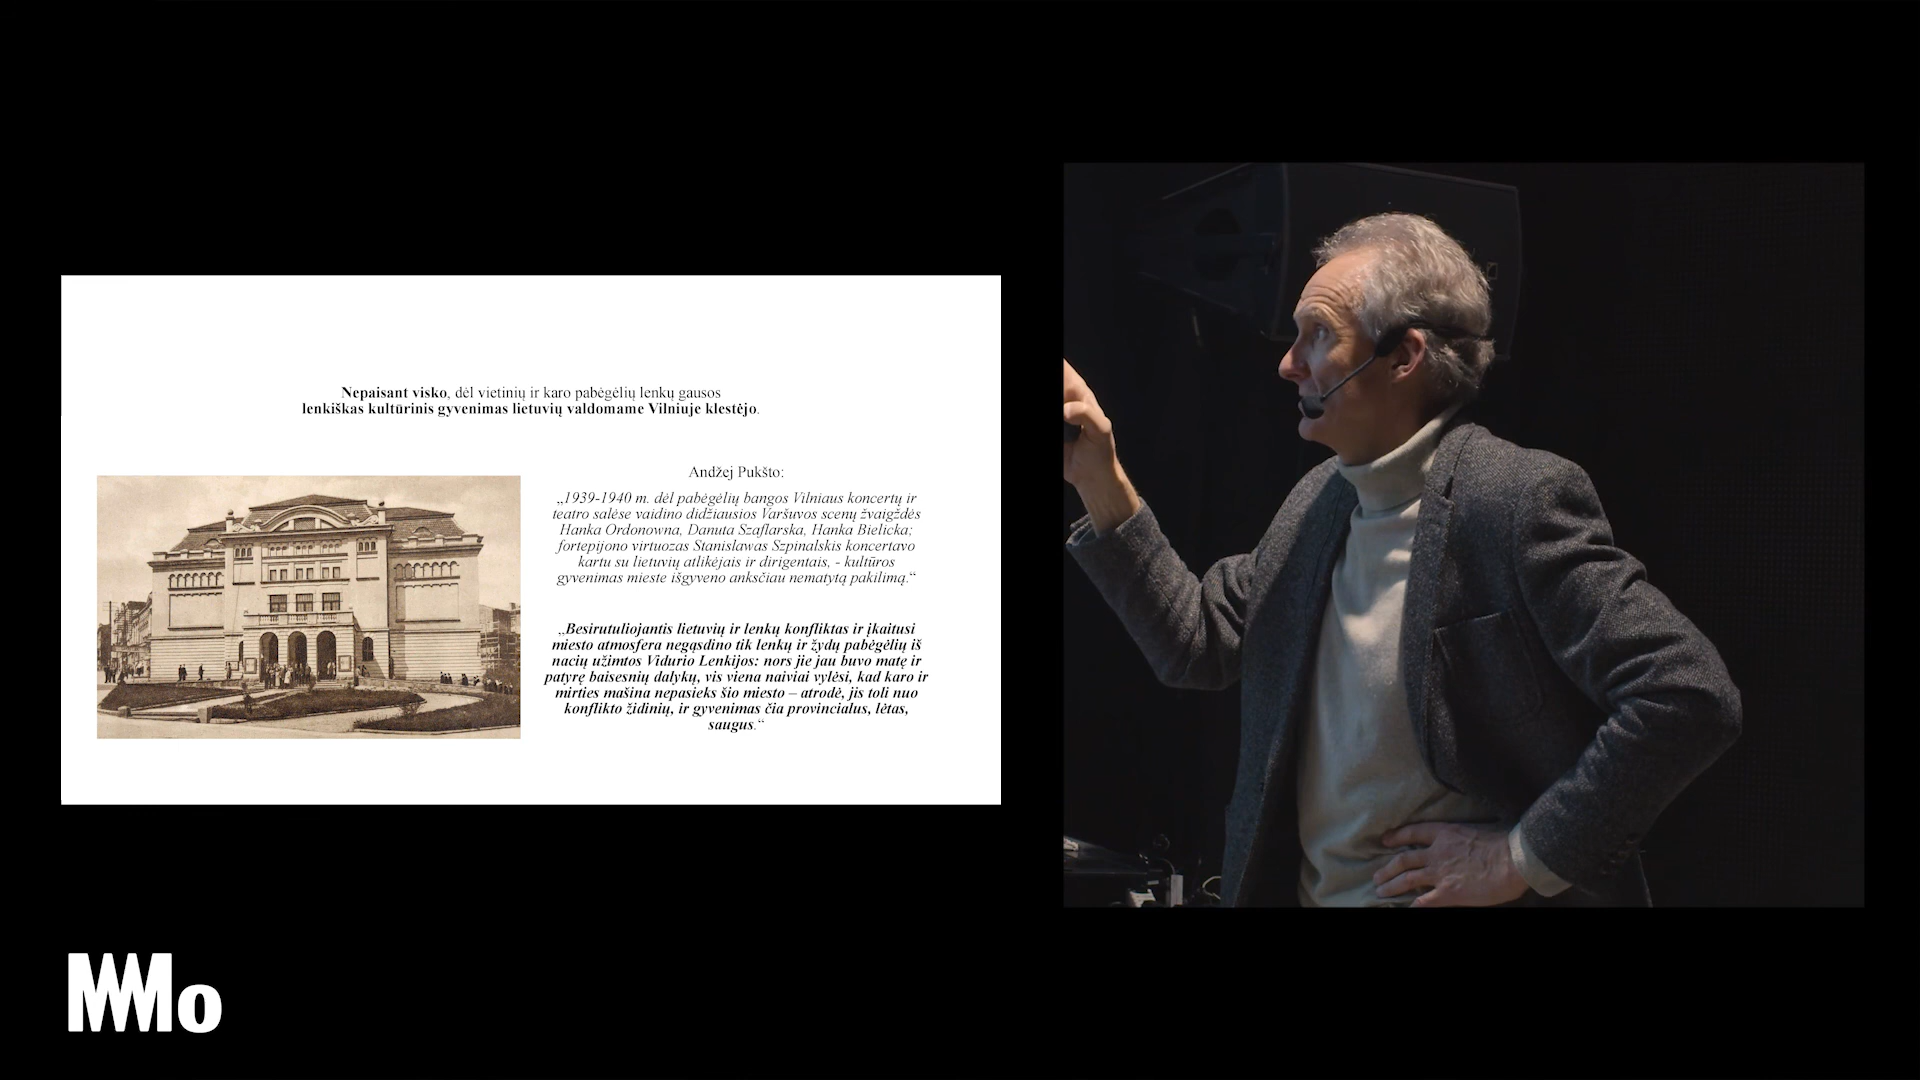 Nepaisant visko, dėl vietinių ir karo pabėgėlių lenkų gausos
lenkiškas kultūrinis gyvenimas lietuvių valdomame Vilniuje klestėjo.
Andžej Pukšto:
„1939-1940 m. dėl pabėgėlių bangos Vilniaus koncertų ir
teatro salėse vaidino didžiausios Varšuvos scenų žvaigždės
Hanka Ordonowna, Danuta Szaflarska, Hanka Bielicka;
fortepijono virtuozas Stanislawas Szpinalskis koncertavo
kartu su lietuvių atlikėjais ir dirigentais, - kultūros
gyvenimas mieste išgyveno anksčiau nematytą pakilimą.“
„Besirutuliojantis lietuvių ir lenkų konfliktas ir įkaitusi
miesto atmosfera negąsdino tik lenkų ir žydų pabėgėlių iš
nacių užimtos Vidurio Lenkijos: nors jie jau buvo matę ir
patyrę baisesnių dalykų, vis viena naiviai vylėsi, kad karo ir
mirties mašina nepasieks šio miesto – atrodė, jis toli nuo
konflikto židinių, ir gyvenimas čia provincialus, lėtas,
saugus.“
MMo